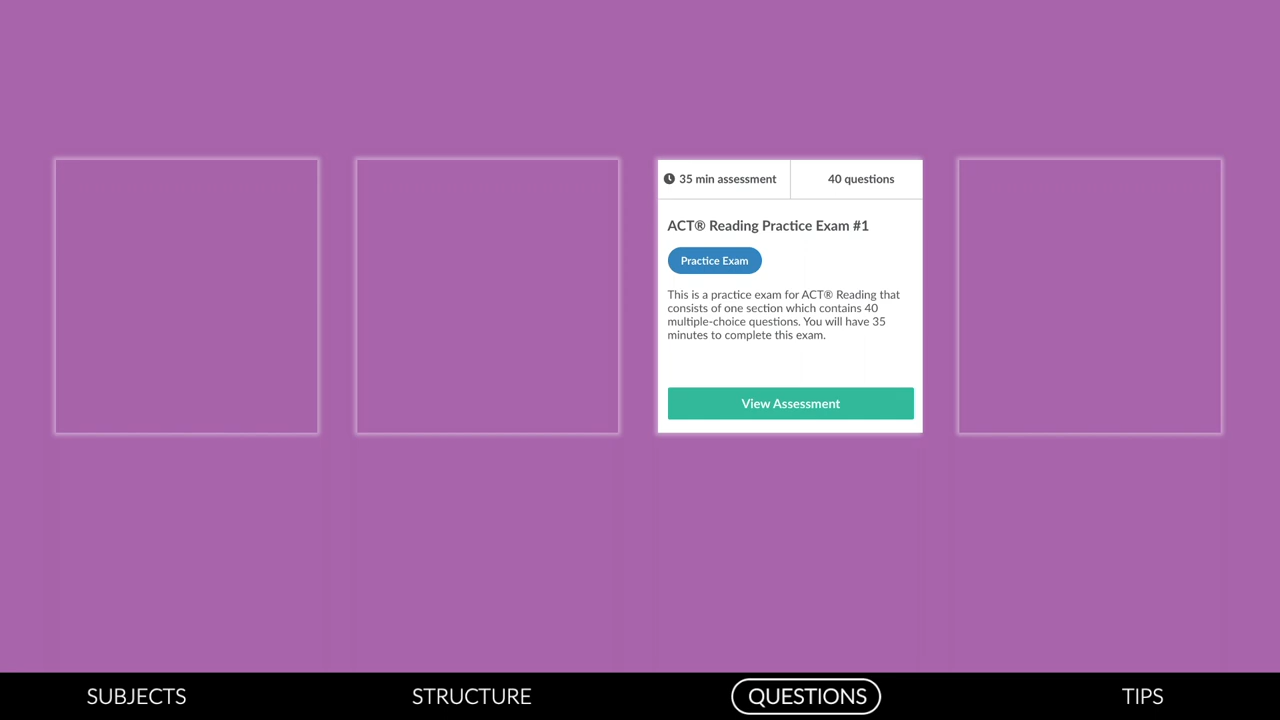 35 min assessment
40 questions
ACT® Reading Practice Exam #1
Practice Exam
This is a practice exam for ACT® Reading that
consists of one section which contains 40
multiple-choice questions. You will have 35
minutes to complete this exam.
View Assessment
SUBJECTS
STRUCTURE
QUESTIONS
TIPS